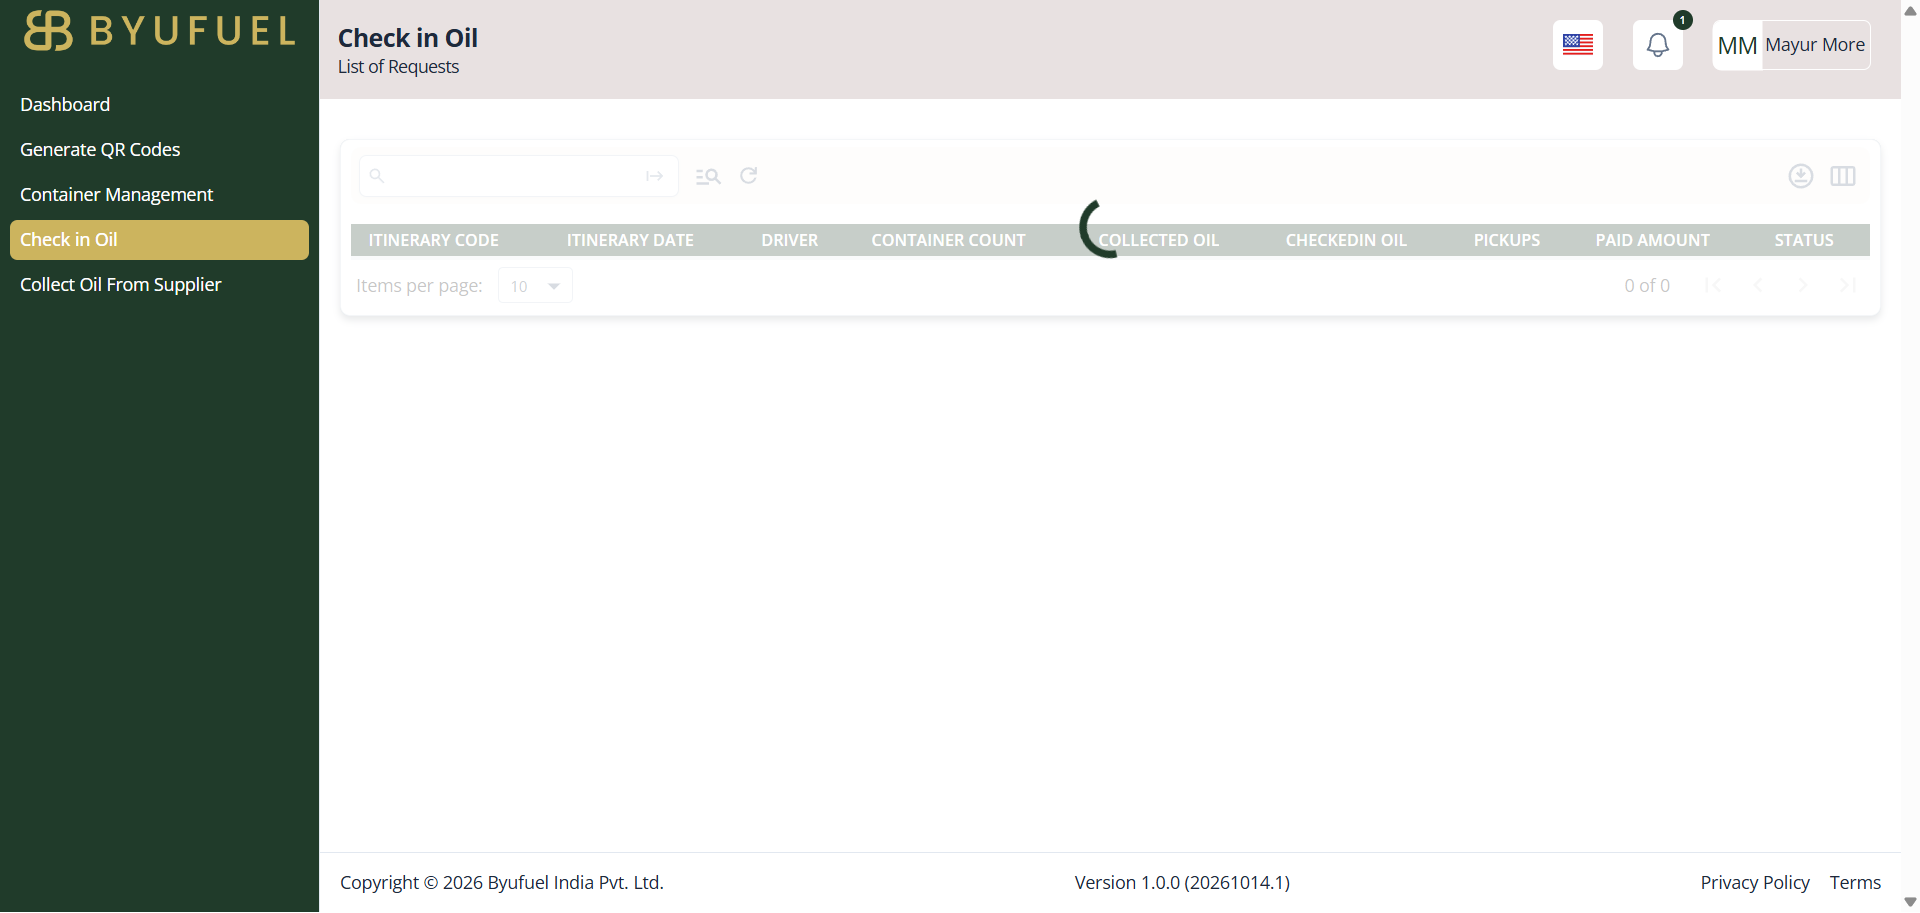 BYUFUEL
Dashboard
Generate QR Codes
Container Management
Check in Oil
Collect Oil From Supplier
Check in Oil
List of Requests
1
MM Mayur More
ITINERARY CODE ITINERARY DATE DRIVER CONTAINER COUNT COLLECTED OIL CHECKEDIN OIL PICKUPS PAID AMOUNT STATUS
Items per page: 10 0 of 0
Copyright © 2026 Byufuel India Pvt. Ltd. Version 1.0.0 (20261014.1) Privacy Policy Terms